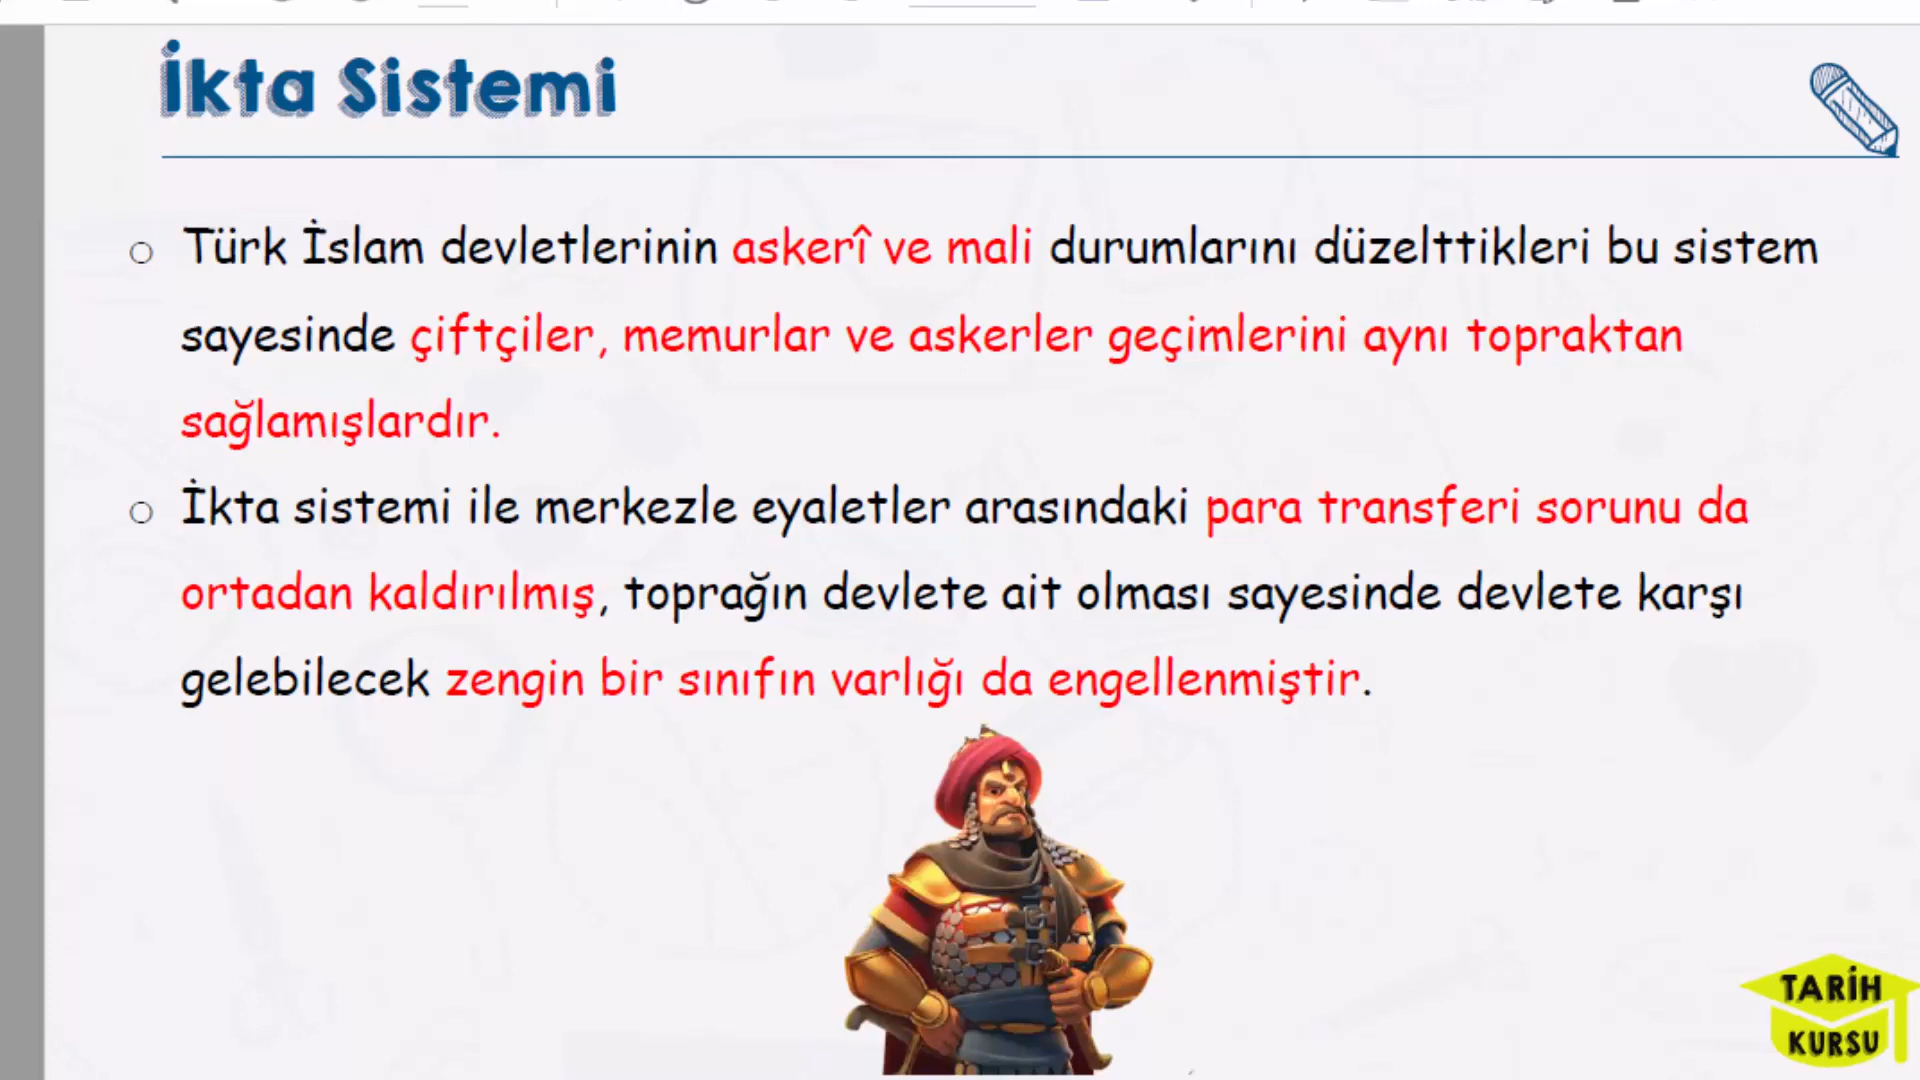 İkta Sistemi
Türk İslam devletlerinin askerî ve mali durumlarını düzelttikleri bu sistem
sayesinde çiftçiler, memurlar ve askerler geçimlerini aynı topraktan
sağlamışlardır.
İkta sistemi ile merkezle eyaletler arasındaki para transferi sorunu da
ortadan kaldırılmış, toprağın devlete ait olması sayesinde devlete karşı
gelebilecek zengin bir sınıfın varlığı da engellenmiştir.
TARİH
KURSU